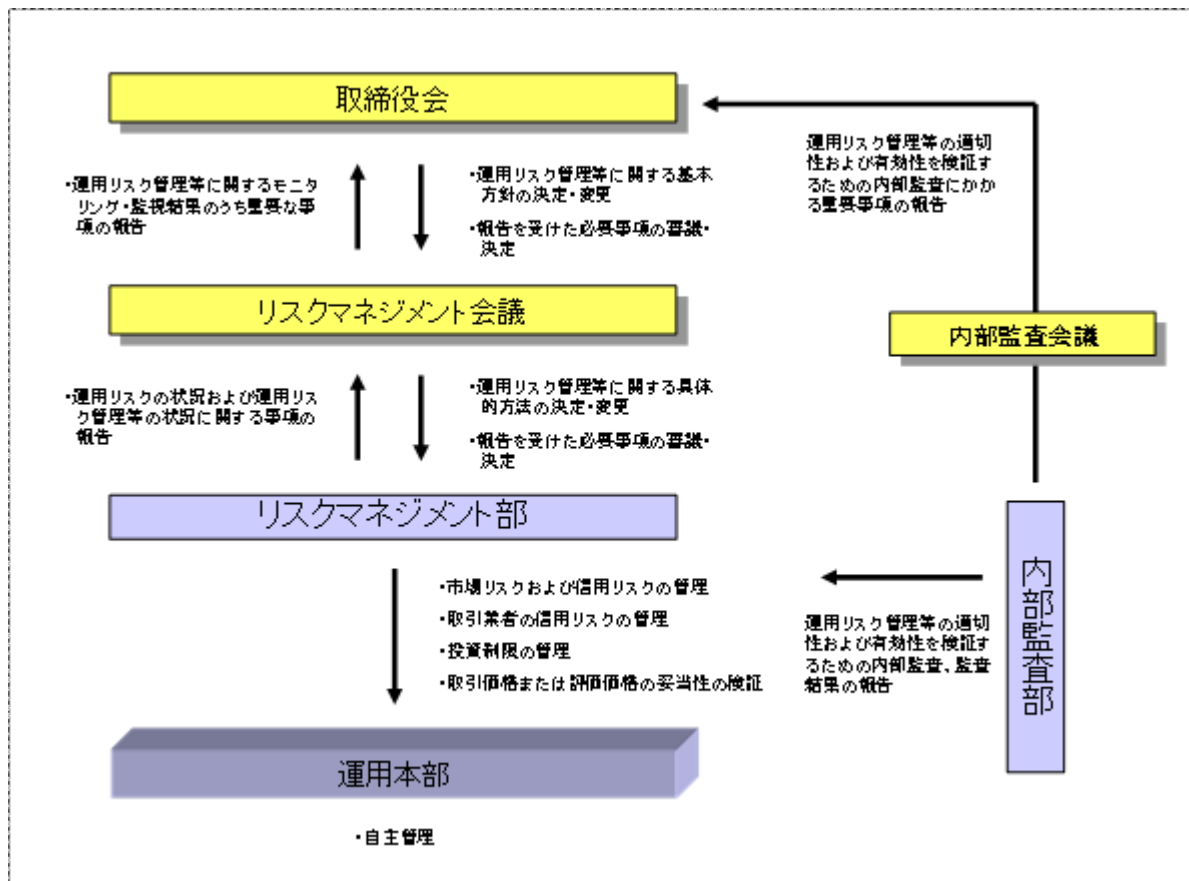 取締役会
・運用リスク管理等に関するモニタ
リング・監視結果のうち重要な事
項の報告
・運用リスク管理等に関する基本
方針の決定・変更
・報告を受けた必要事項の審議・
決定
運用リスク管理等の適切
性および有効性を検証す
るための内部監査にかか
る重要事項の報告
リスクマネジメント会議
内部監査会議
・運用リスクの状況および運用リス
ク管理等の状況に関する事項の
報告
・運用リスク管理等に関する具体
的方法の決定・変更
・報告を受けた必要事項の審議・
決定
リスクマネジメント部
・市場リスクおよび信用リスクの管理
・取引業者の信用リスクの管理
・投資制限の管理
・取引価格または評価価格の妥当性の検証
運用リスク管理等の適切
性および有効性を検証す
るための内部監査、監査
結果の報告
内部監査部
運用本部
・自主管理